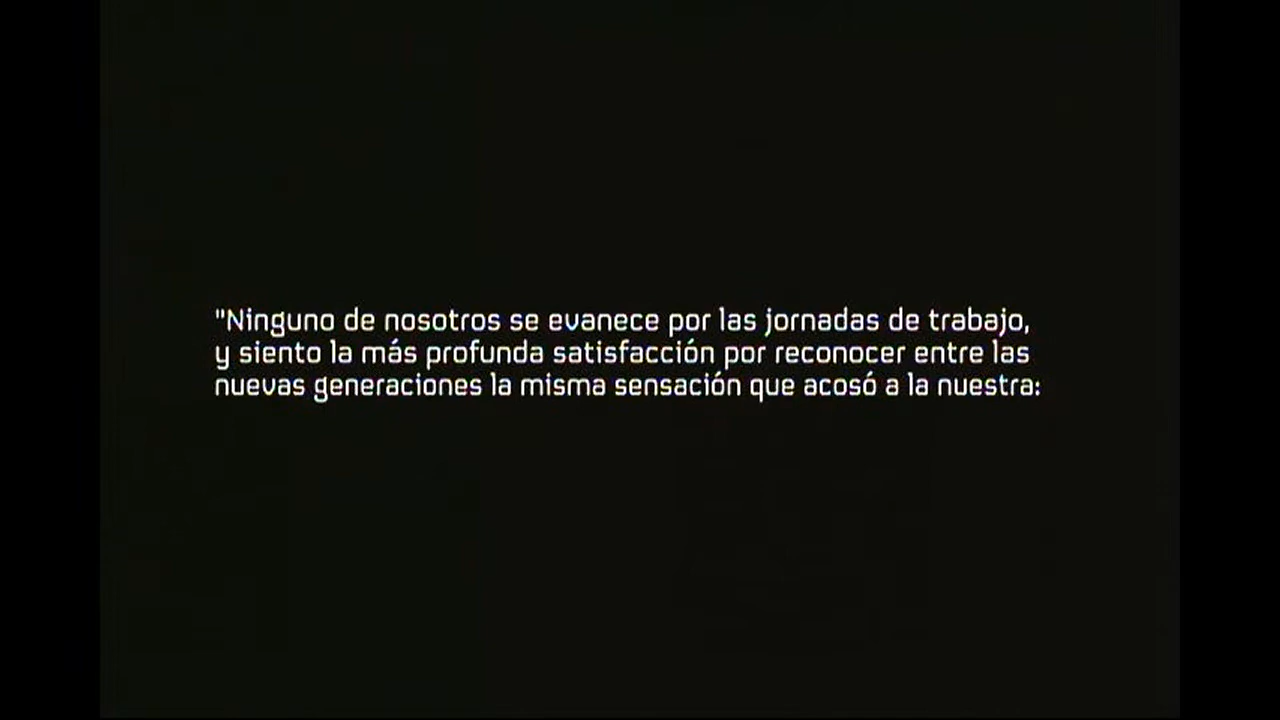 "Ninguno de nosotros se evanece por las jornadas de trabajo,
y siento la más profunda satisfacción por reconocer entre las
nuevas generaciones la misma sensación que acosó a la nuestra: